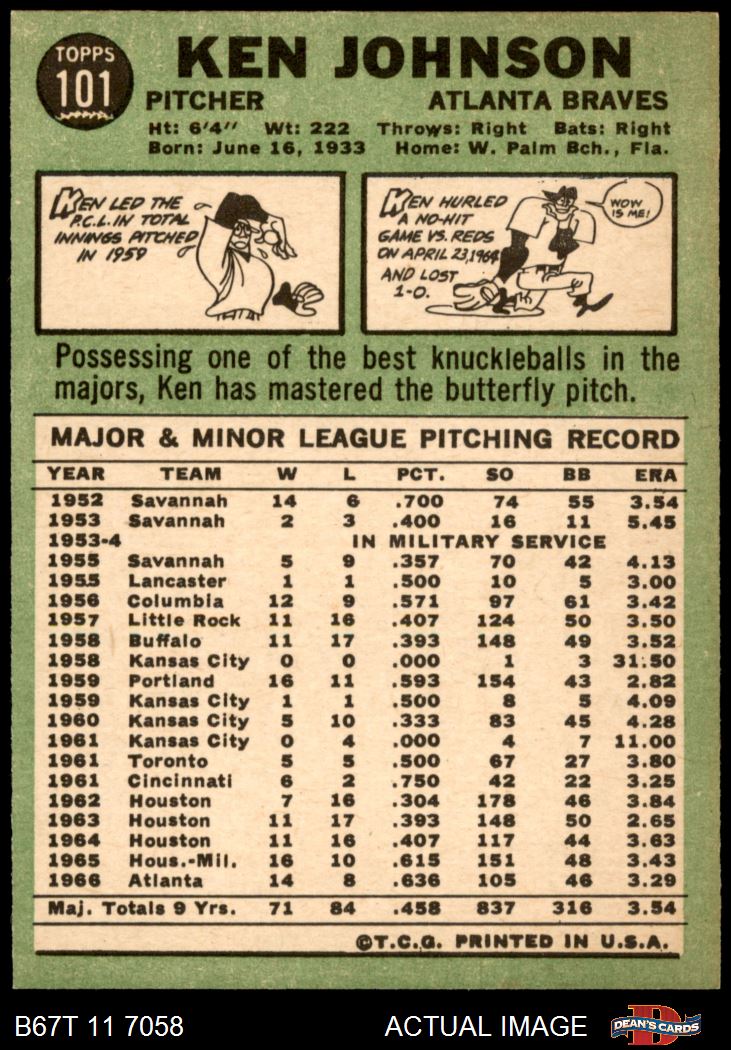 TOPPS
101
KEN JOHNSON
PITCHER ATLANTA BRAVES
Ht: 6'4" Wt: 222 Throws: Right Bats: Right
Born: June 16, 1933 Home: W. Palm Bch., Fla.
KEN LED THE
P.C.L. IN TOTAL
INNINGS PITCHED
IN 1959
KEN HURLED
A NO-HIT
GAME VS. REDS
ON APRIL 23, 1964
AND LOST
1-0.
WOW
IS ME!
Possessing one of the best knuckleballs in the
majors, Ken has mastered the butterfly pitch.
MAJOR & MINOR LEAGUE PITCHING RECORD
YEAR TEAM W L PCT. SO BB ERA
1952 Savannah 14 6 .700 74 55 3.54
1953 Savannah 2 3 .400 16 11 5.45
1953-4 IN MILITARY SERVICE
1955 Savannah 5 9 .357 70 42 4.13
1955 Lancaster 1 1 .500 10 5 3.00
1956 Columbia 12 9 .571 97 61 3.42
1957 Little Rock 11 16 .407 124 50 3.50
1958 Buffalo 11 17 .393 148 49 3.52
1958 Kansas City 0 0 .000 1 3 31.50
1959 Portland 16 11 .593 154 43 2.82
1959 Kansas City 1 1 .500 8 5 4.09
1960 Kansas City 5 10 .333 83 45 4.28
1961 Kansas City 0 4 .000 4 7 11.00
1961 Toronto 5 5 .500 67 27 3.80
1961 Cincinnati 6 2 .750 42 22 3.25
1962 Houston 7 16 .304 178 46 3.84
1963 Houston 11 17 .393 148 50 2.65
1964 Houston 11 16 .407 117 44 3.63
1965 Hous.-Mil. 16 10 .615 151 48 3.43
1966 Atlanta 14 8 .636 105 46 3.29
Maj. Totals 9 Yrs. 71 84 .458 837 316 3.54
©T.C.G. PRINTED IN U.S.A.
B67T 11 7058 ACTUAL IMAGE D DEAN'S CARDS